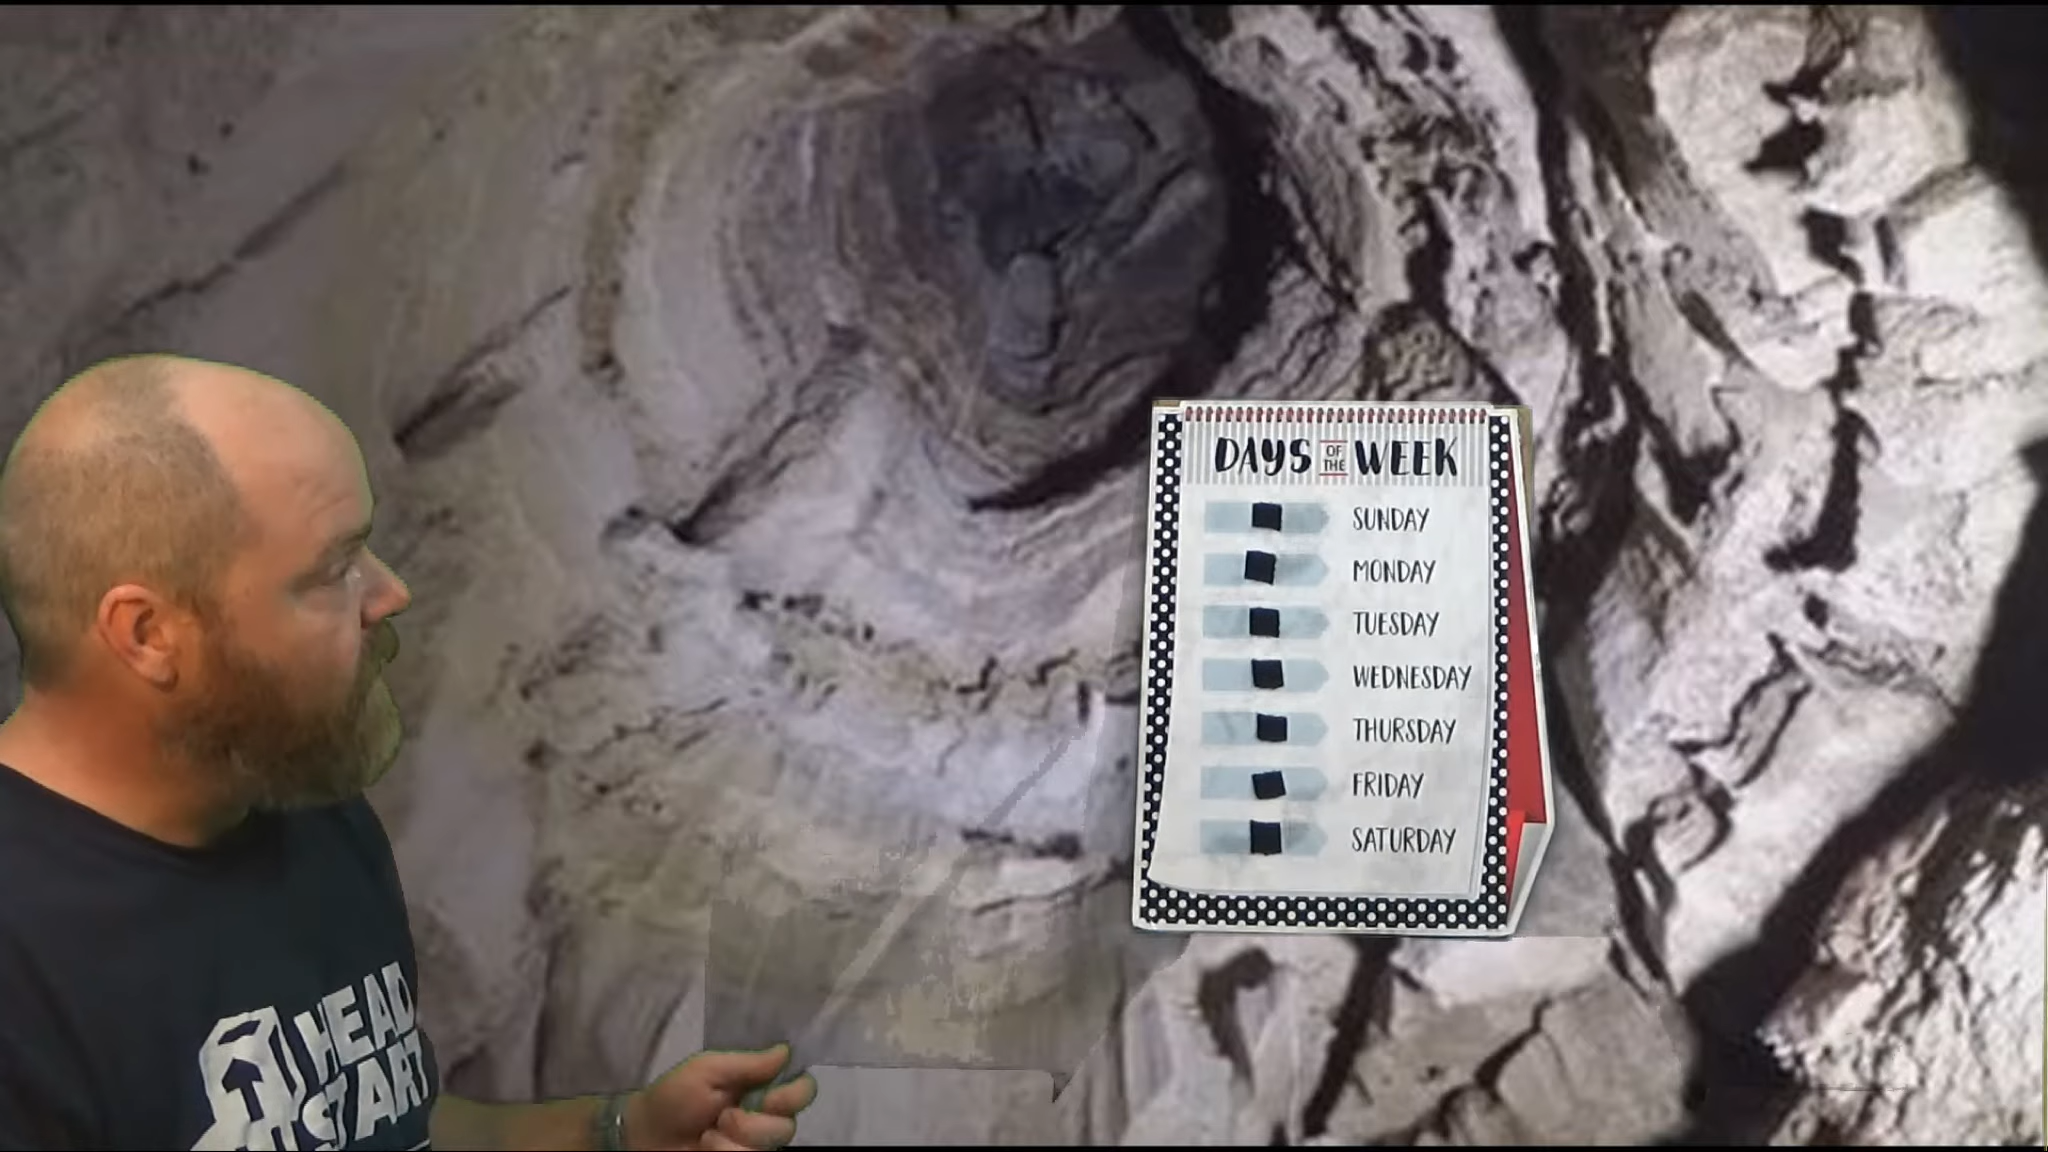 DAYS OF THE WEEK
SUNDAY
MONDAY
TUESDAY
WEDNESDAY
THURSDAY
FRIDAY
SATURDAY
HEAD
START